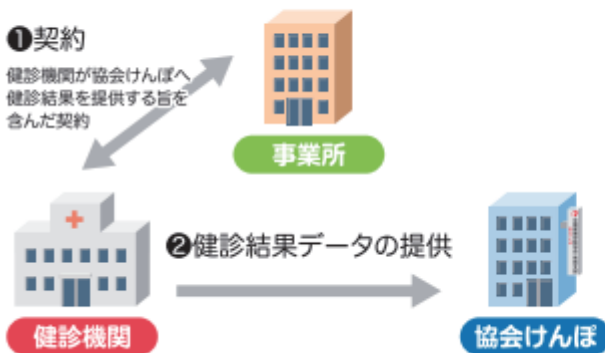 ❶契約
健診機関が協会けんぽへ
健診結果を提供する旨を
含んだ契約
事業所
❷健診結果データの提供
健診機関
協会けんぽ